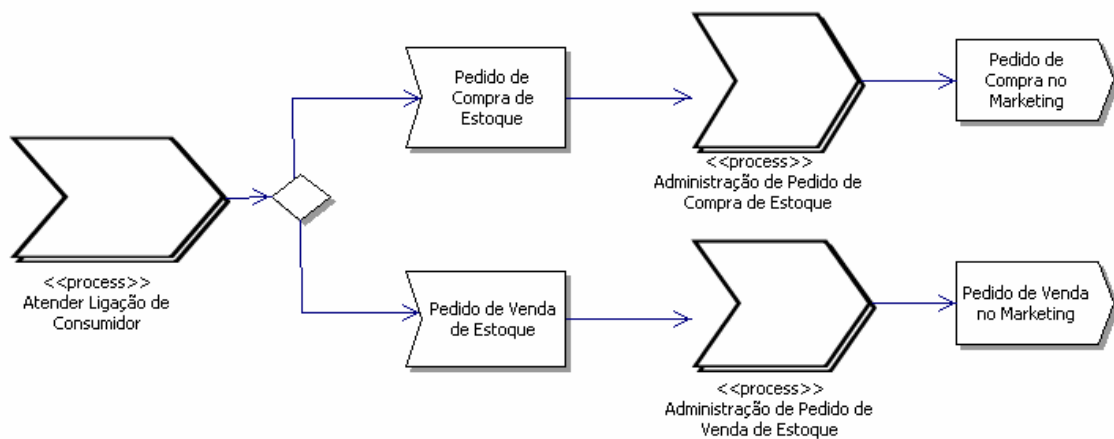 Pedido de
Compra de
Estoque
Pedido de
Compra no
Marketing
<<process>>
Administração de Pedido de
Compra de Estoque
<<process>>
Atender Ligação de
Consumidor
Pedido de Venda
de Estoque
Pedido de Venda
no Marketing
<<process>>
Administração de Pedido de
Venda de Estoque